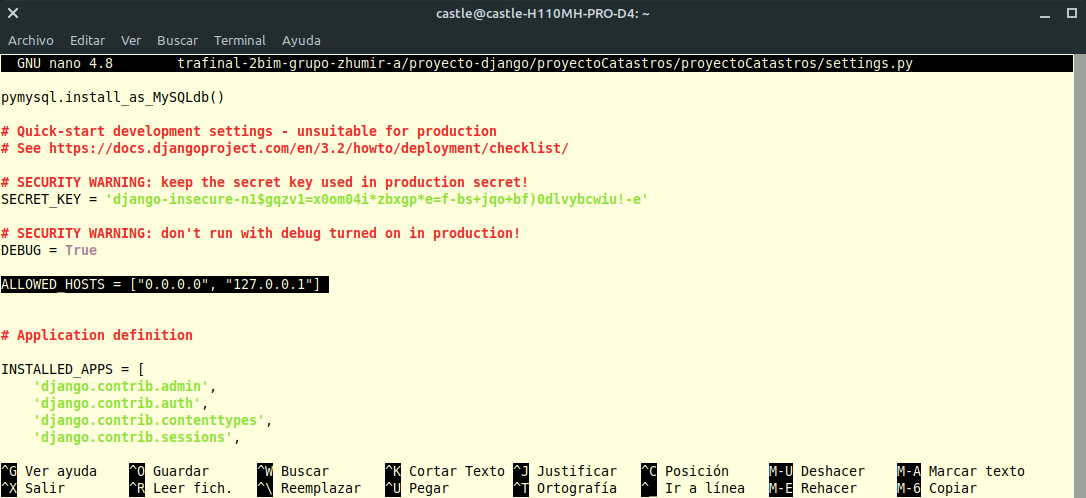 castle@castle-H110MH-PRO-D4: ~
Archivo Editar Ver Buscar Terminal Ayuda
GNU nano 4.8 trafinal-2bim-grupo-zhumir-a/proyecto-django/proyectoCatastros/proyectoCatastros/settings.py
pymysql.install_as_MySQLdb()
# Quick-start development settings - unsuitable for production
# See https://docs.djangoproject.com/en/3.2/howto/deployment/checklist/
# SECURITY WARNING: keep the secret key used in production secret!
SECRET_KEY = 'django-insecure-n1$gqzv1=x0om04i*zbxgp*e=f-bs+jqo+bf)0dlvybcwiu!-e'
# SECURITY WARNING: don't run with debug turned on in production!
DEBUG = True
ALLOWED_HOSTS = ["0.0.0.0", "127.0.0.1"]
# Application definition
INSTALLED_APPS = [
    'django.contrib.admin',
    'django.contrib.auth',
    'django.contrib.contenttypes',
    'django.contrib.sessions',
^G Ver ayuda ^O Guardar ^W Buscar ^K Cortar Texto ^J Justificar ^C Posición M-U Deshacer M-A Marcar texto
^X Salir ^R Leer fich. ^\ Reemplazar ^U Pegar ^T Ortografía ^_ Ir a línea M-E Rehacer M-6 Copiar